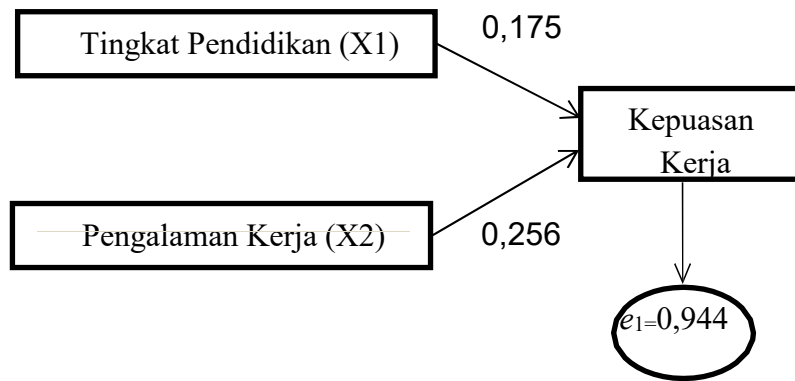 Tingkat Pendidikan (X1)
0,175
Kepuasan
Kerja
Pengalaman Kerja (X2)
0,256
e1=0,944